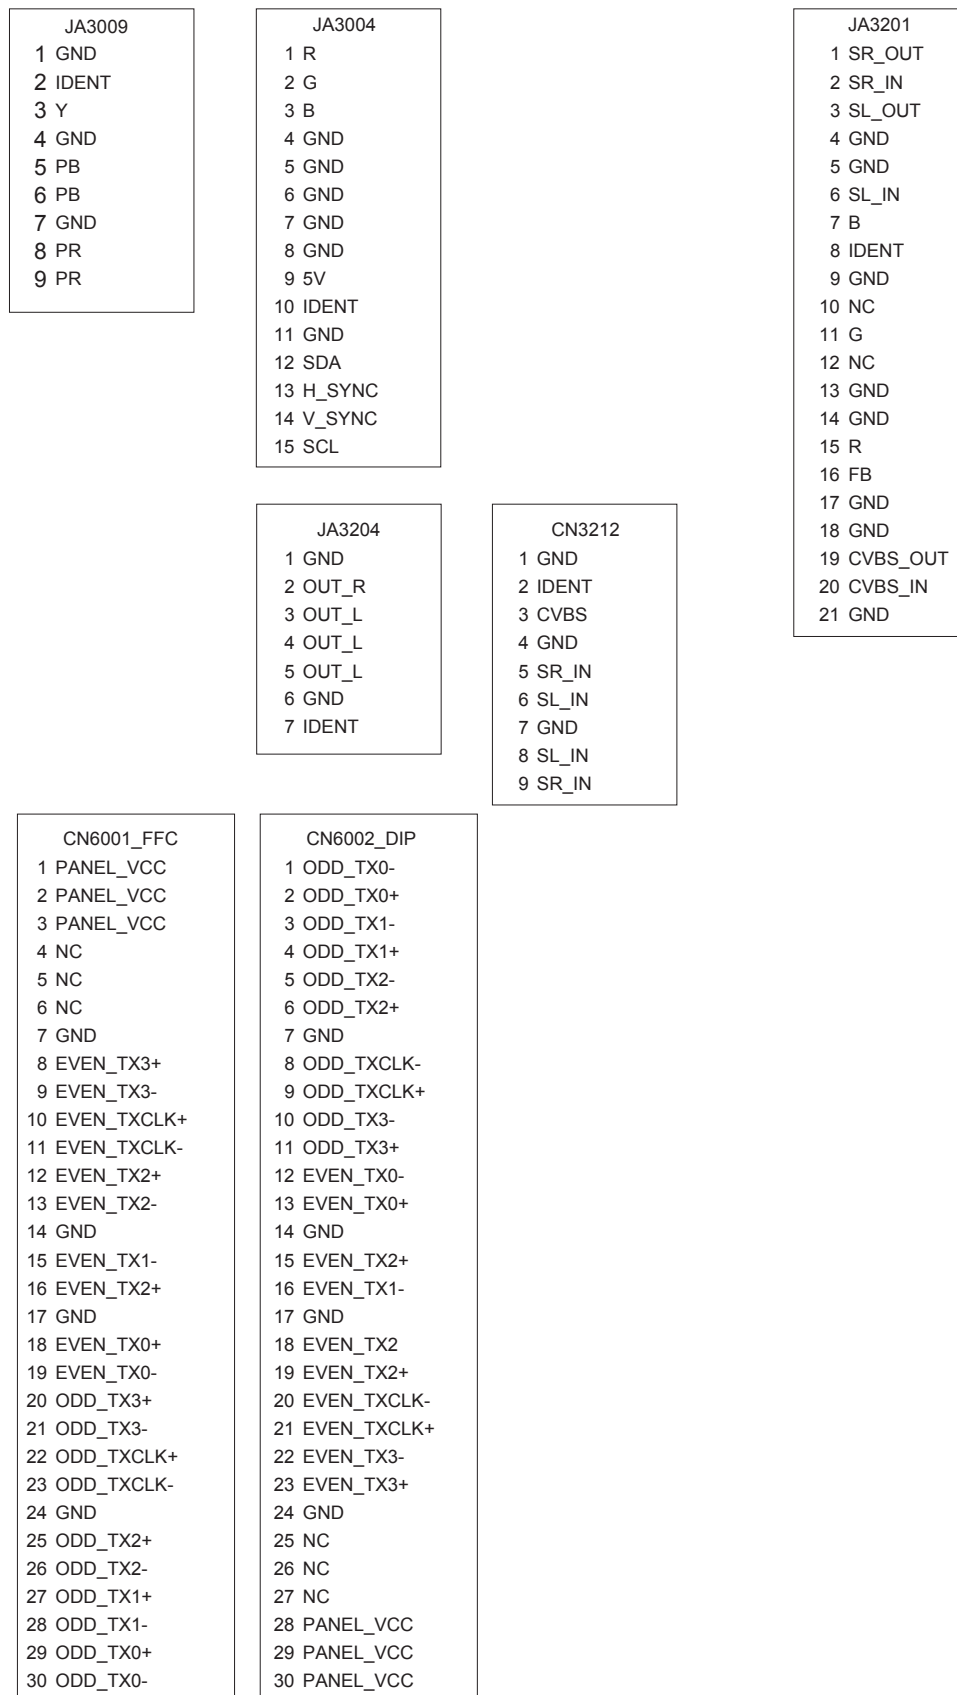 JA3009
1 GND
2 IDENT
3 Y
4 GND
5 PB
6 PB
7 GND
8 PR
9 PR
JA3004
1 R
2 G
3 B
4 GND
5 GND
6 GND
7 GND
8 GND
9 5V
10 IDENT
11 GND
12 SDA
13 H_SYNC
14 V_SYNC
15 SCL
JA3201
1 SR_OUT
2 SR_IN
3 SL_OUT
4 GND
5 GND
6 SL_IN
7 B
8 IDENT
9 GND
10 NC
11 G
12 NC
13 GND
14 GND
15 R
16 FB
17 GND
18 GND
19 CVBS_OUT
20 CVBS_IN
21 GND
JA3204
1 GND
2 OUT_R
3 OUT_L
4 OUT_L
5 OUT_L
6 GND
7 IDENT
CN3212
1 GND
2 IDENT
3 CVBS
4 GND
5 SR_IN
6 SL_IN
7 GND
8 SL_IN
9 SR_IN
CN6001_FFC
1 PANEL_VCC
2 PANEL_VCC
3 PANEL_VCC
4 NC
5 NC
6 NC
7 GND
8 EVEN_TX3+
9 EVEN_TX3-
10 EVEN_TXCLK+
11 EVEN_TXCLK-
12 EVEN_TX2+
13 EVEN_TX2-
14 GND
15 EVEN_TX1-
16 EVEN_TX2+
17 GND
18 EVEN_TX0+
19 EVEN_TX0-
20 ODD_TX3+
21 ODD_TX3-
22 ODD_TXCLK+
23 ODD_TXCLK-
24 GND
25 ODD_TX2+
26 ODD_TX2-
27 ODD_TX1+
28 ODD_TX1-
29 ODD_TX0+
30 ODD_TX0-
CN6002_DIP
1 ODD_TX0-
2 ODD_TX0+
3 ODD_TX1-
4 ODD_TX1+
5 ODD_TX2-
6 ODD_TX2+
7 GND
8 ODD_TXCLK-
9 ODD_TXCLK+
10 ODD_TX3-
11 ODD_TX3+
12 EVEN_TX0-
13 EVEN_TX0+
14 GND
15 EVEN_TX2+
16 EVEN_TX1-
17 GND
18 EVEN_TX2
19 EVEN_TX2+
20 EVEN_TXCLK-
21 EVEN_TXCLK+
22 EVEN_TX3-
23 EVEN_TX3+
24 GND
25 NC
26 NC
27 NC
28 PANEL_VCC
29 PANEL_VCC
30 PANEL_VCC